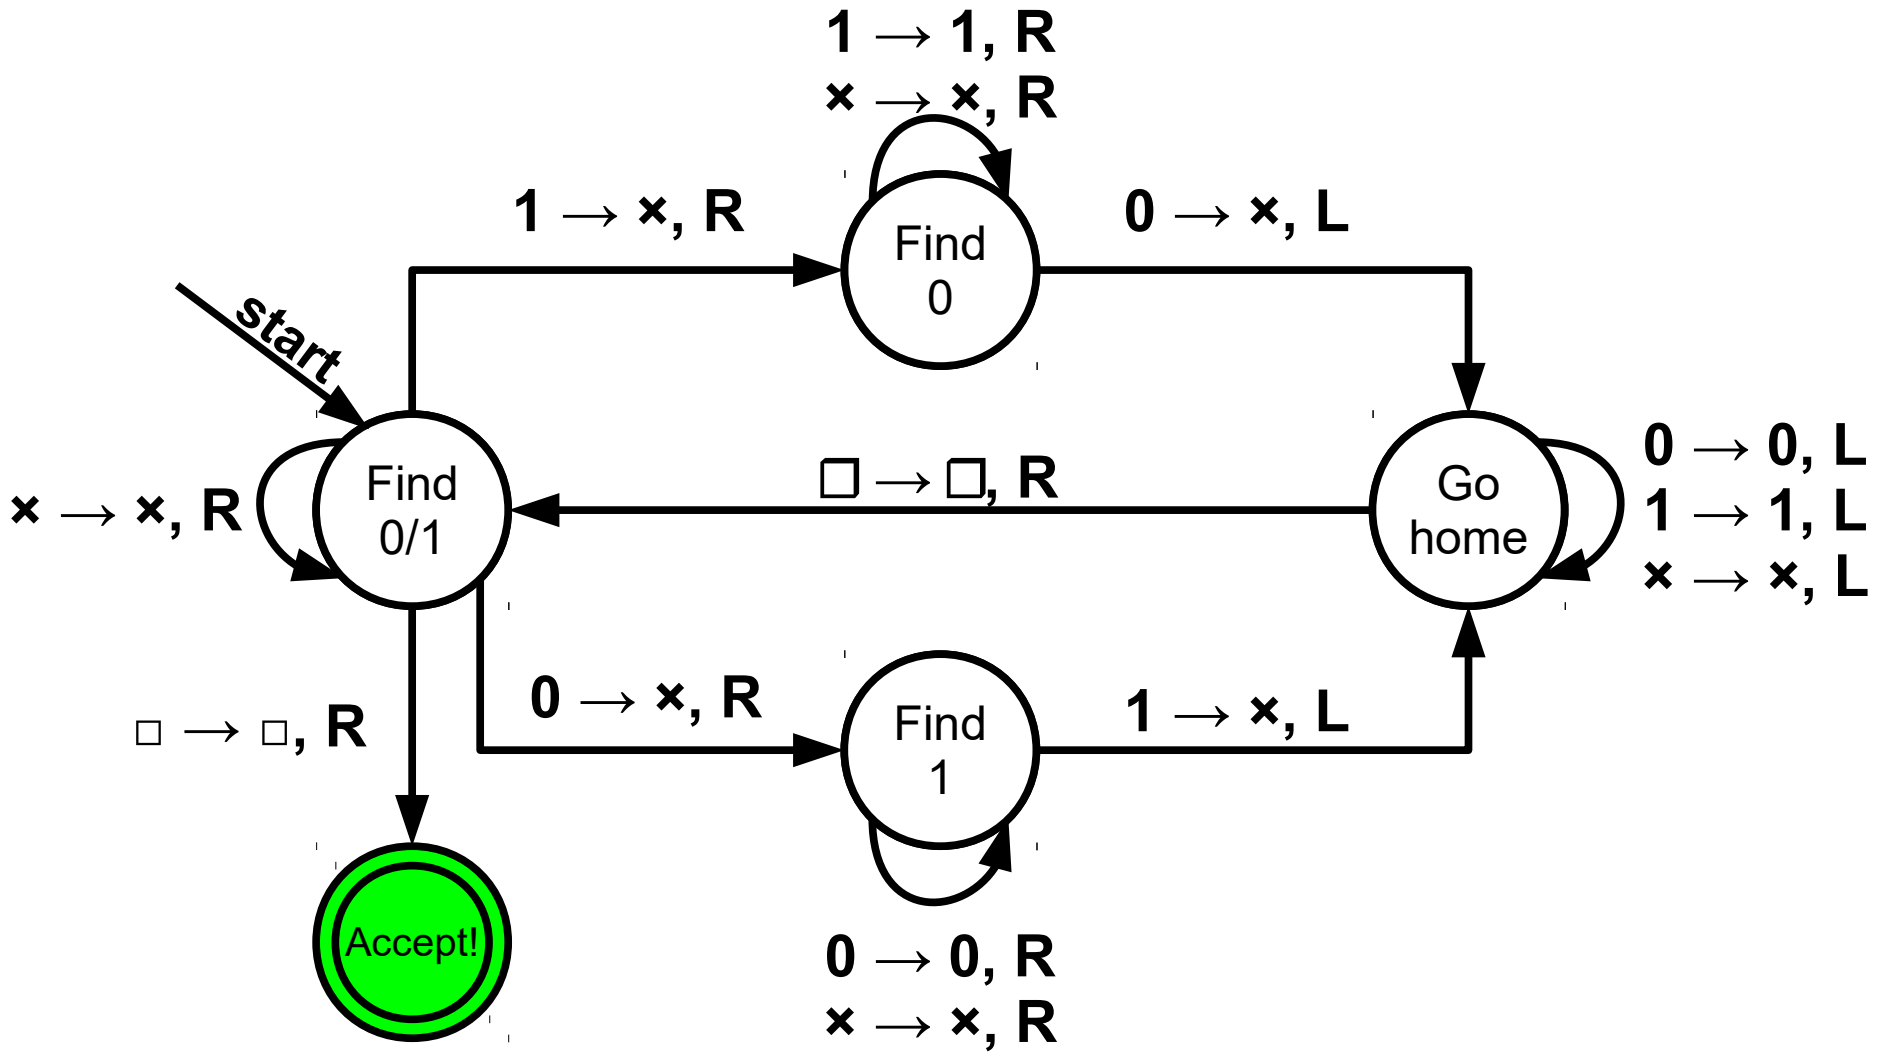 1 → 1, R
× → ×, R
1 → ×, R
Find
0
0 → ×, L
start
Find
0/1
× → ×, R
□ → □, R
Go
home
0 → 0, L
1 → 1, L
× → ×, L
□ → □, R
0 → ×, R
Find
1
1 → ×, L
Accept!
0 → 0, R
× → ×, R